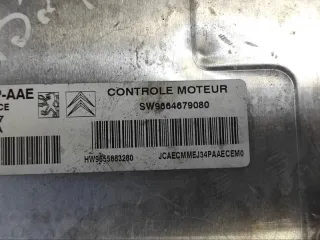 P-AAE
CONTROLE MOTEUR
CE
SW9664679080
HW9655883280
JCAECMMEJ34PAAECEM0